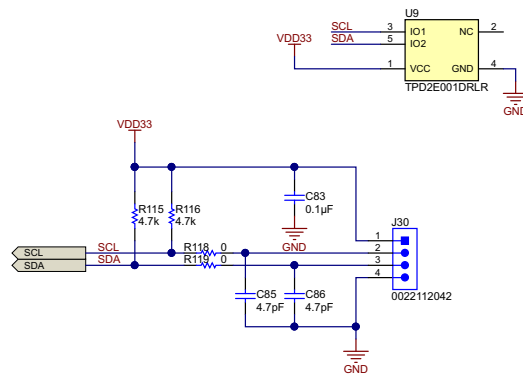 U9
SCL 3 IO1 NC 2
SDA 5 IO2
VDD33
1 VCC GND 4
TPD2E001DRLR
GND
VDD33
R115 R116 C83
4.7k 4.7k 0.1µF
J30
SCL SCL R118 0 GND 1
2
SDA SDA R119 0 3
4
C85 C86
4.7pF 4.7pF 0022112042
GND